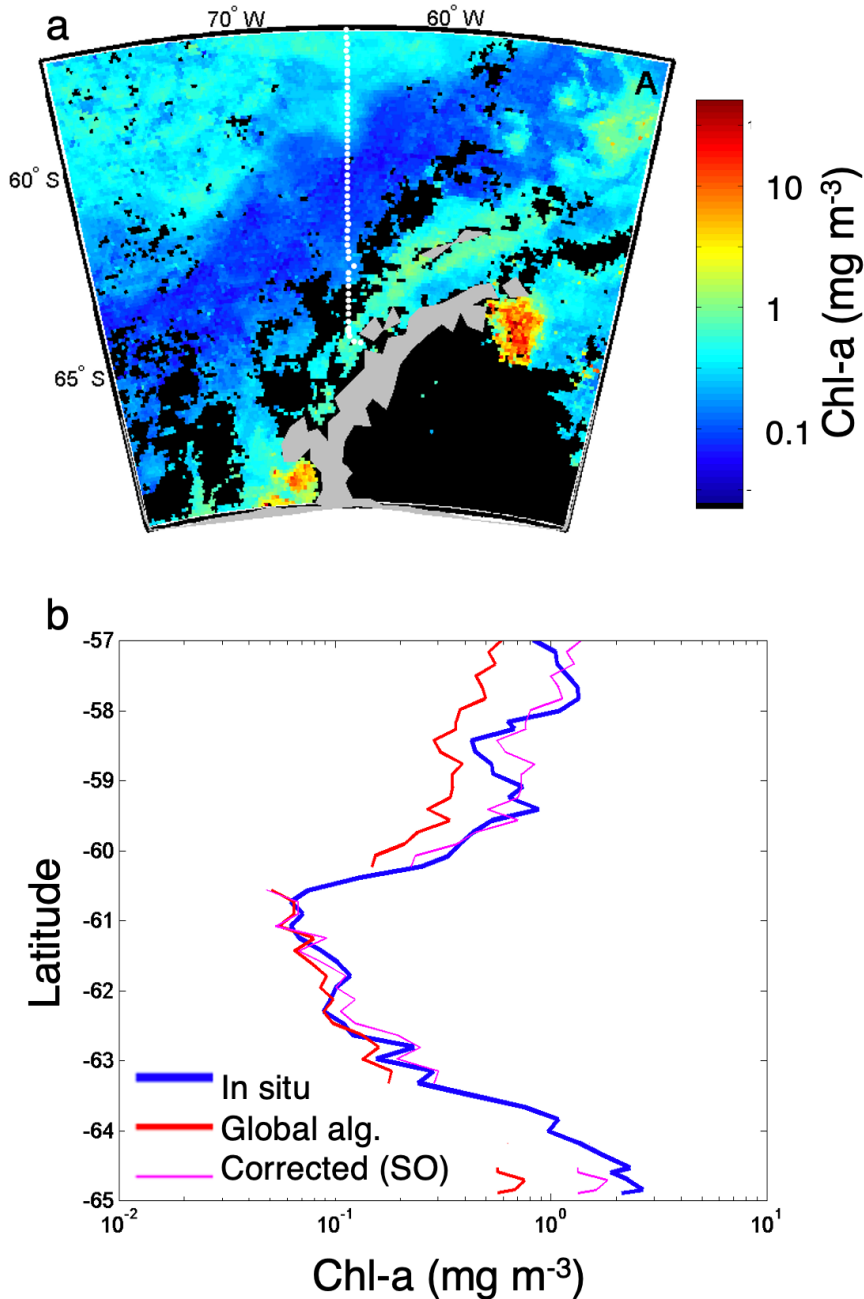 a
70° W
60° W
A
60° S
65° S
10
1
0.1
Chl-a (mg m-3)
b
-57
-58
-59
-60
-61
-62
-63
-64
-65
Latitude
In situ
Global alg.
Corrected (SO)
10-2
10-1
100
101
Chl-a (mg m-3)